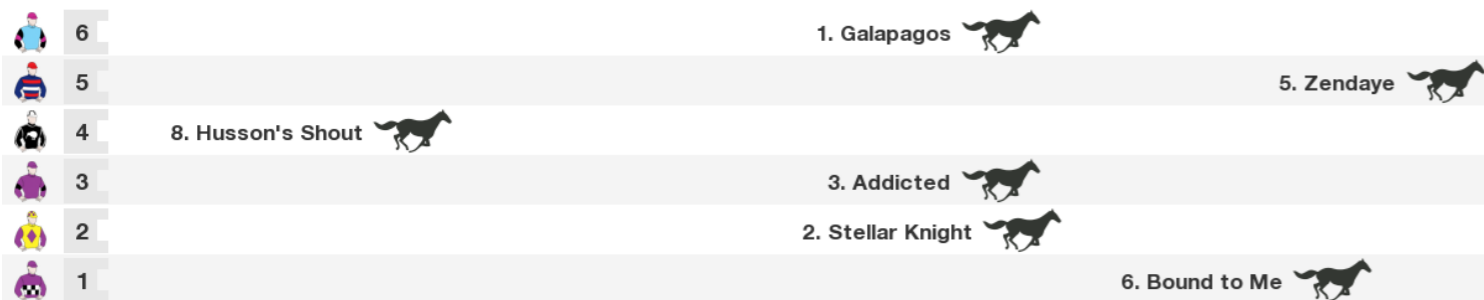 6 1. Galapagos
5 5. Zendaye
4 8. Husson's Shout
3 3. Addicted
2 2. Stellar Knight
1 6. Bound to Me